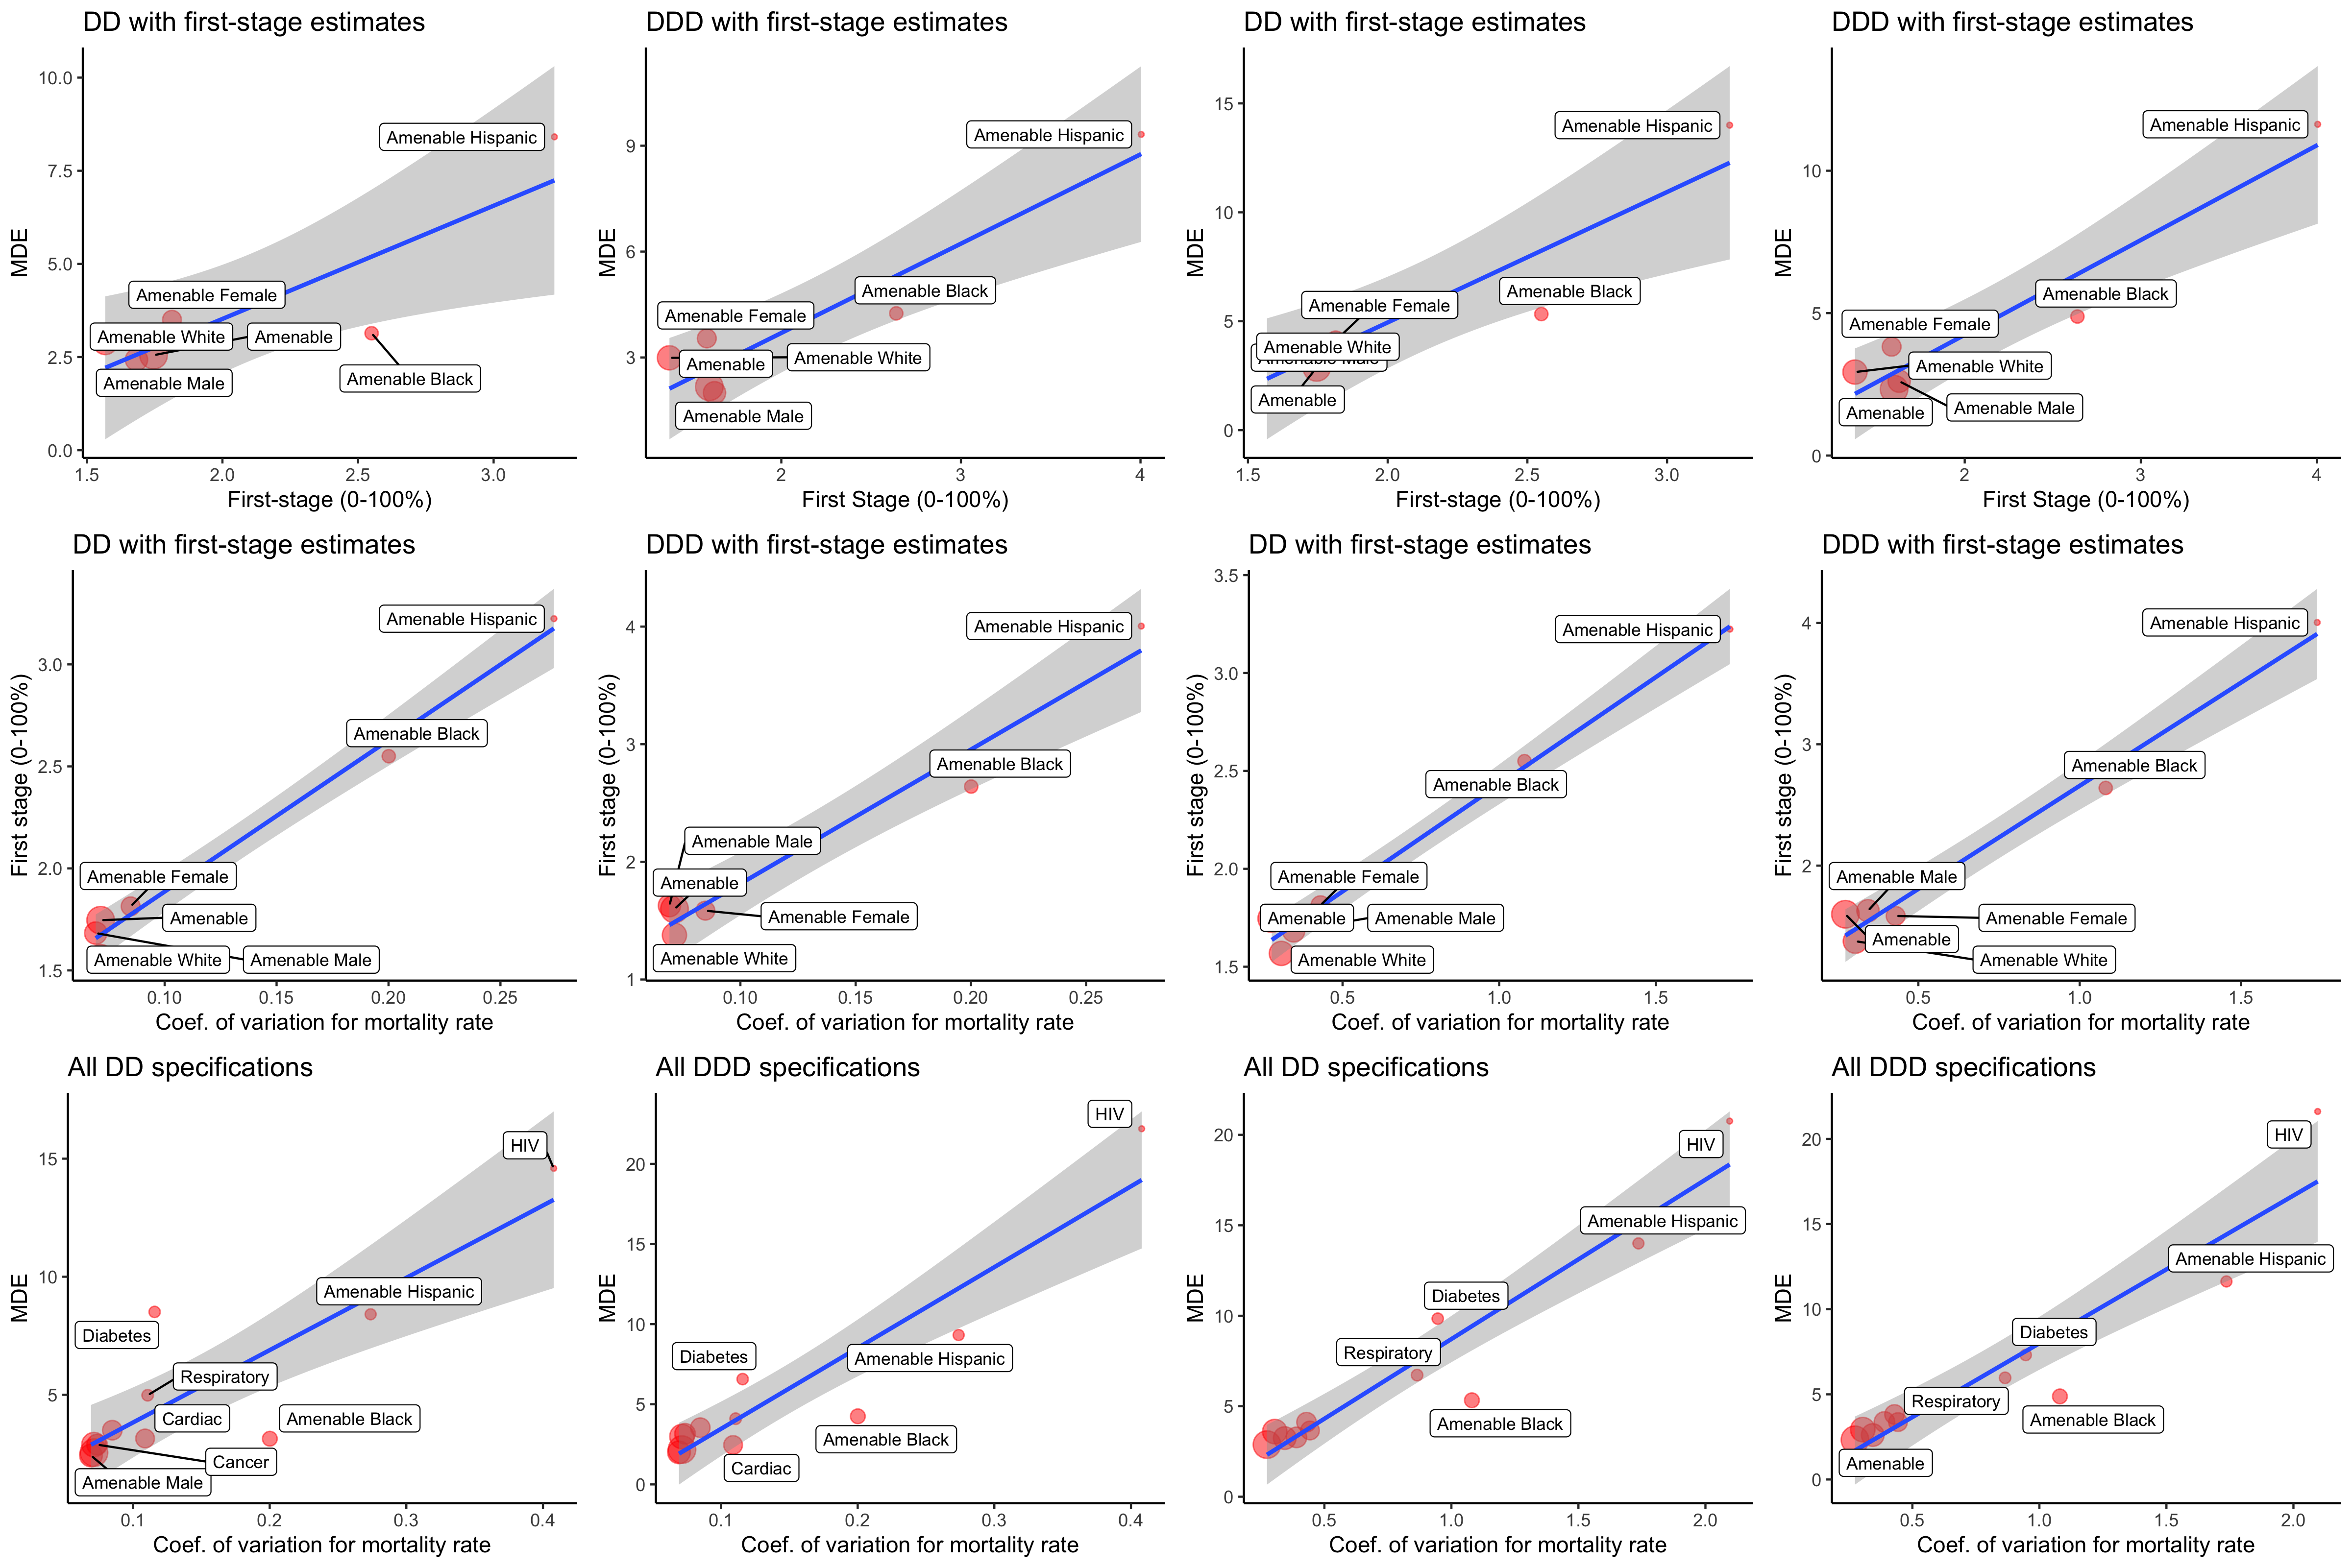 DD with first-stage estimates
MDE
10.0
7.5
5.0
2.5
0.0
Amenable Hispanic
Amenable Female
Amenable White
Amenable
Amenable Male
Amenable Black
1.5
2.0
2.5
3.0
First-stage (0-100%)
DDD with first-stage estimates
MDE
9
6
3
Amenable Hispanic
Amenable Black
Amenable Female
Amenable
Amenable White
Amenable Male
2
3
4
First Stage (0-100%)
DD with first-stage estimates
MDE
15
10
5
0
Amenable Hispanic
Amenable Black
Amenable Female
Amenable White
Amenable Male
Amenable
1.5
2.0
2.5
3.0
First-stage (0-100%)
DDD with first-stage estimates
MDE
10
5
0
Amenable Hispanic
Amenable Black
Amenable Female
Amenable White
Amenable Male
Amenable
2
3
4
First Stage (0-100%)
DD with first-stage estimates
First stage (0-100%)
3.0
2.5
2.0
1.5
Amenable Hispanic
Amenable Black
Amenable Female
Amenable
Amenable White
Amenable Male
0.10
0.15
0.20
0.25
Coef. of variation for mortality rate
DDD with first-stage estimates
First stage (0-100%)
4
3
2
1
Amenable Hispanic
Amenable Black
Amenable Male
Amenable
Amenable Female
Amenable White
0.10
0.15
0.20
0.25
Coef. of variation for mortality rate
DD with first-stage estimates
First stage (0-100%)
3.5
3.0
2.5
2.0
1.5
Amenable Hispanic
Amenable Black
Amenable Female
Amenable
Amenable Male
Amenable White
0.5
1.0
1.5
Coef. of variation for mortality rate
DDD with first-stage estimates
First stage (0-100%)
4
3
2
Amenable Hispanic
Amenable Black
Amenable Male
Amenable Female
Amenable
Amenable White
0.5
1.0
1.5
Coef. of variation for mortality rate
All DD specifications
MDE
15
10
5
HIV
Amenable Hispanic
Diabetes
Respiratory
Cardiac
Amenable Black
Cancer
Amenable Male
0.1
0.2
0.3
0.4
Coef. of variation for mortality rate
All DDD specifications
MDE
20
15
10
5
0
HIV
Diabetes
Amenable Hispanic
Amenable Black
Cardiac
0.1
0.2
0.3
0.4
Coef. of variation for mortality rate
All DD specifications
MDE
20
15
10
5
0
HIV
Amenable Hispanic
Diabetes
Respiratory
Amenable Black
0.5
1.0
1.5
2.0
Coef. of variation for mortality rate
All DDD specifications
MDE
20
15
10
5
0
HIV
Amenable Hispanic
Diabetes
Respiratory
Amenable Black
Amenable
0.5
1.0
1.5
2.0
Coef. of variation for mortality rate